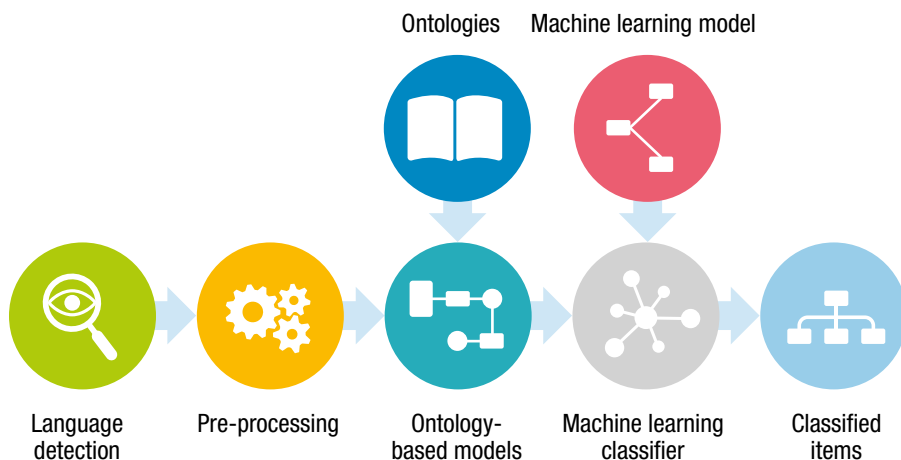 Ontologies
Machine learning model
Language
detection
Pre-processing
Ontology-
based models
Machine learning
classifier
Classified
items